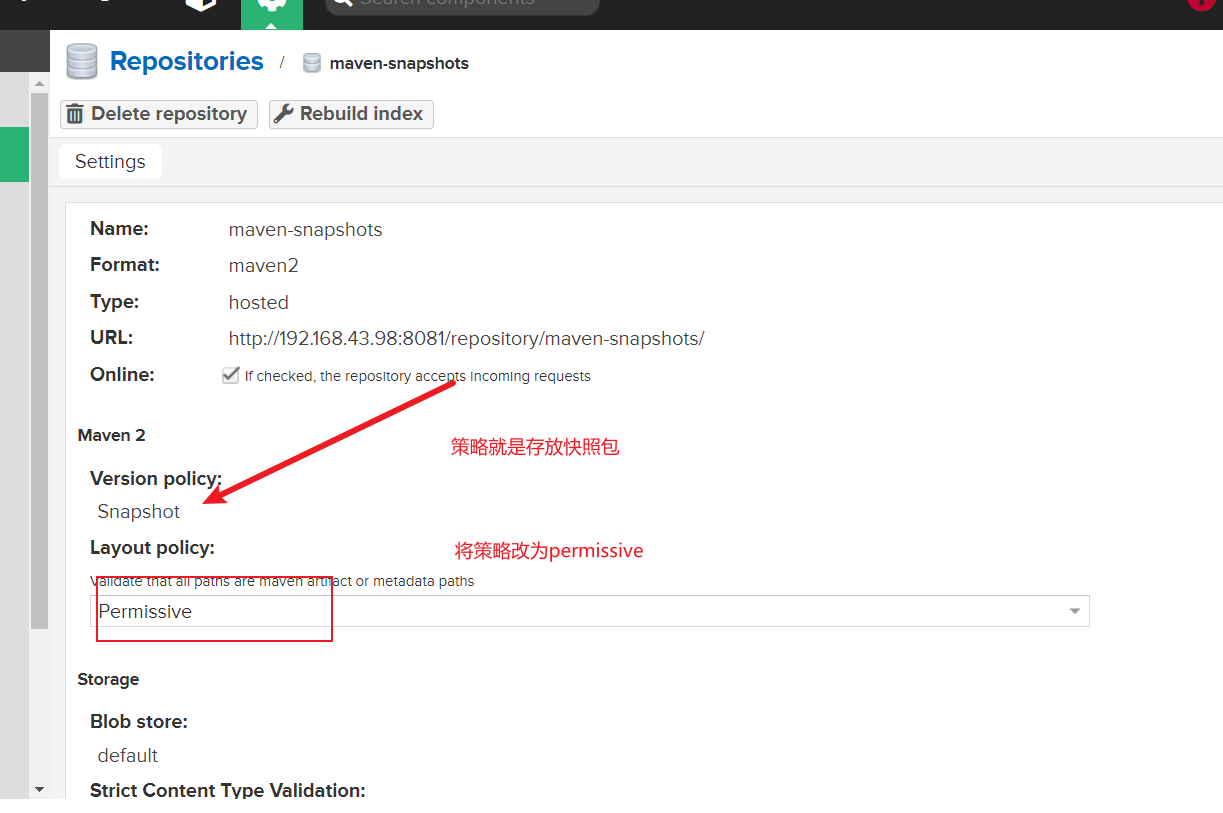 Search components
Repositories / maven-snapshots
Delete repository Rebuild index
Settings
Name: maven-snapshots
Format: maven2
Type: hosted
URL: http://192.168.43.98:8081/repository/maven-snapshots/
Online: If checked, the repository accepts incoming requests
Maven 2
策略就是存放快照包
Version policy:
Snapshot
Layout policy:
将策略改为permissive
Validate that all paths are maven artifact or metadata paths
Permissive
Storage
Blob store:
default
Strict Content Type Validation: